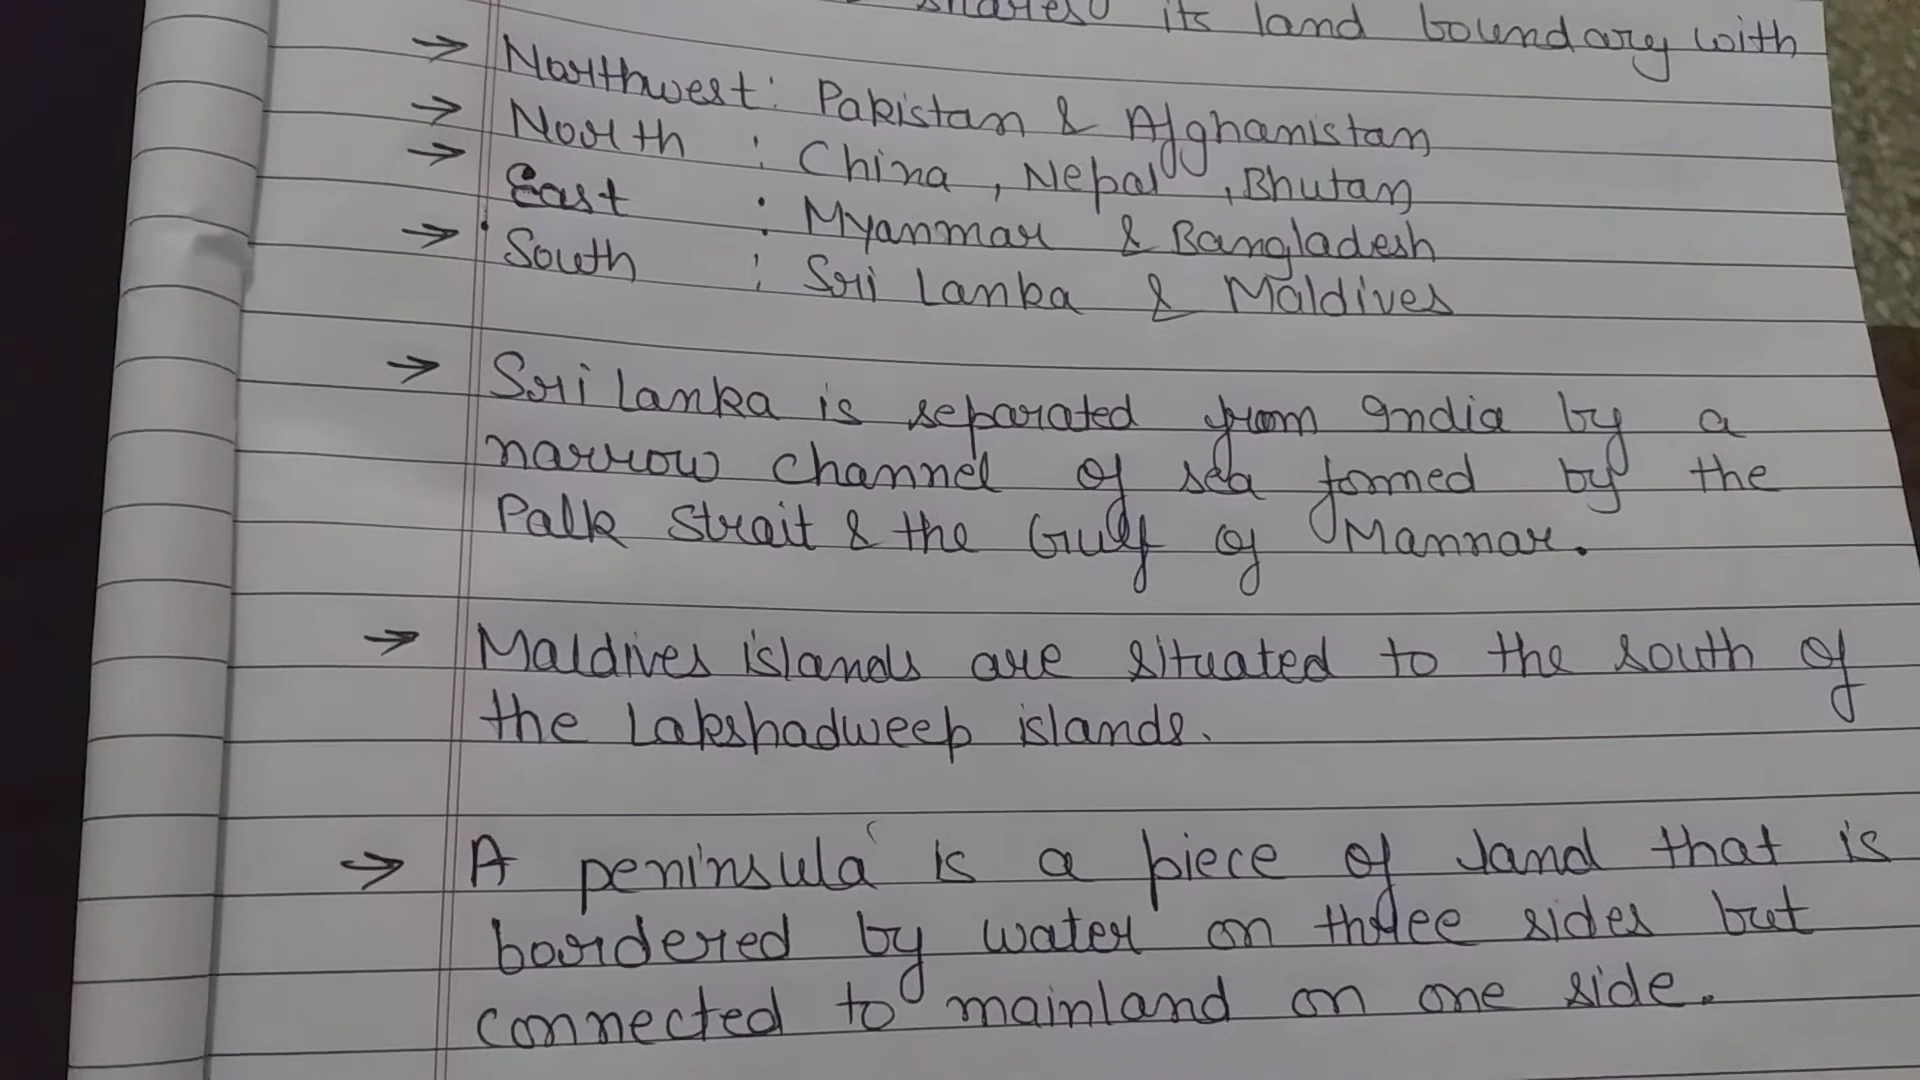 shares its land boundary with
→ Northwest : Pakistan & Afghanistan
→ North : China , Nepal , Bhutan
→ East : Myanmar & Bangladesh
→ South : Sri Lanka & Maldives
→ Sri Lanka is separated from India by a
narrow channel of sea formed by the
Palk Strait & the Gulf of Mannar.
→ Maldives islands are situated to the south of
the Lakshadweep islands.
→ A peninsula is a piece of land that is
bordered by water on three sides but
connected to mainland on one side.